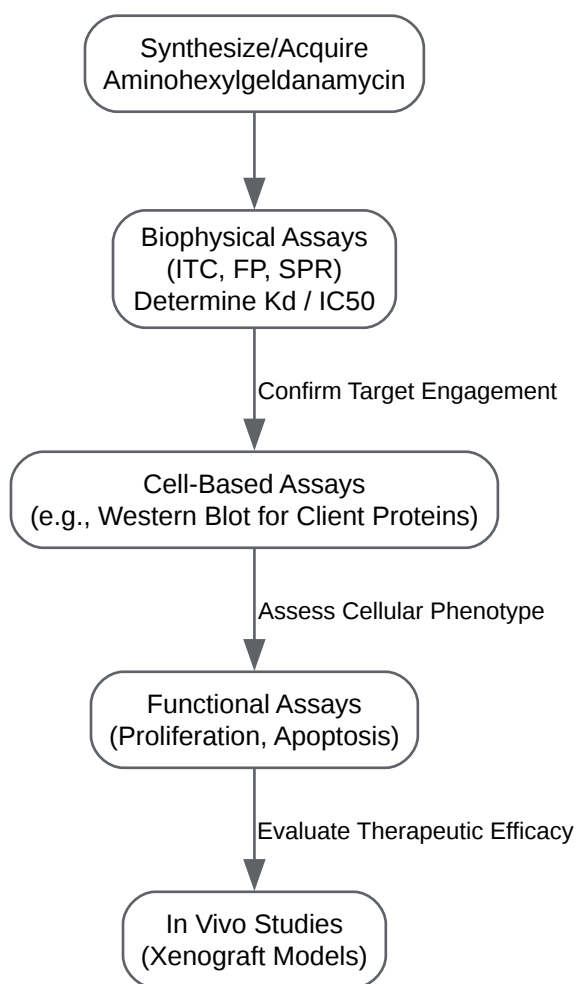 Synthesize/Acquire
Aminohexylgeldanamycin
Biophysical Assays
(ITC, FP, SPR)
Determine Kd / IC50
Confirm Target Engagement
Cell-Based Assays
(e.g., Western Blot for Client Proteins)
Assess Cellular Phenotype
Functional Assays
(Proliferation, Apoptosis)
Evaluate Therapeutic Efficacy
In Vivo Studies
(Xenograft Models)